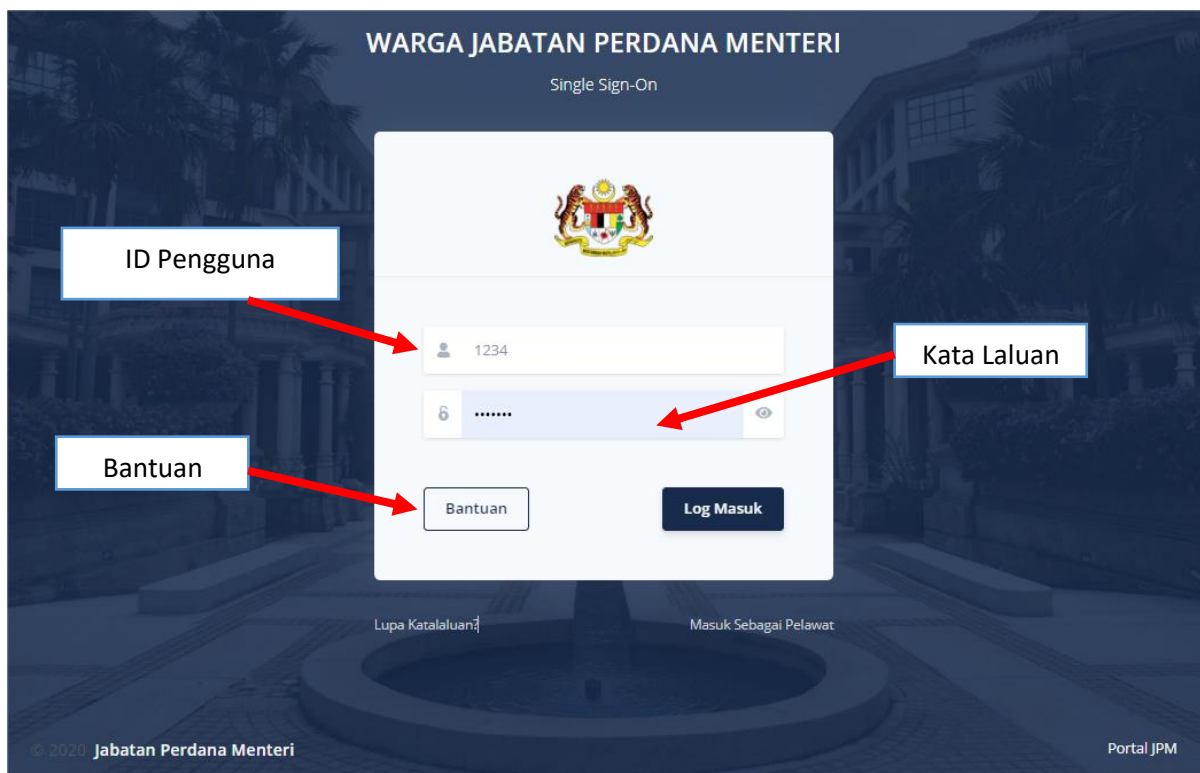 WARGA JABATAN PERDANA MENTERI
Single Sign-On
ID Pengguna
1234
Kata Laluan
•••••••
Bantuan
Bantuan
Log Masuk
Lupa Katalaluan?
Masuk Sebagai Pelawat
© 2020 Jabatan Perdana Menteri
Portal JPM